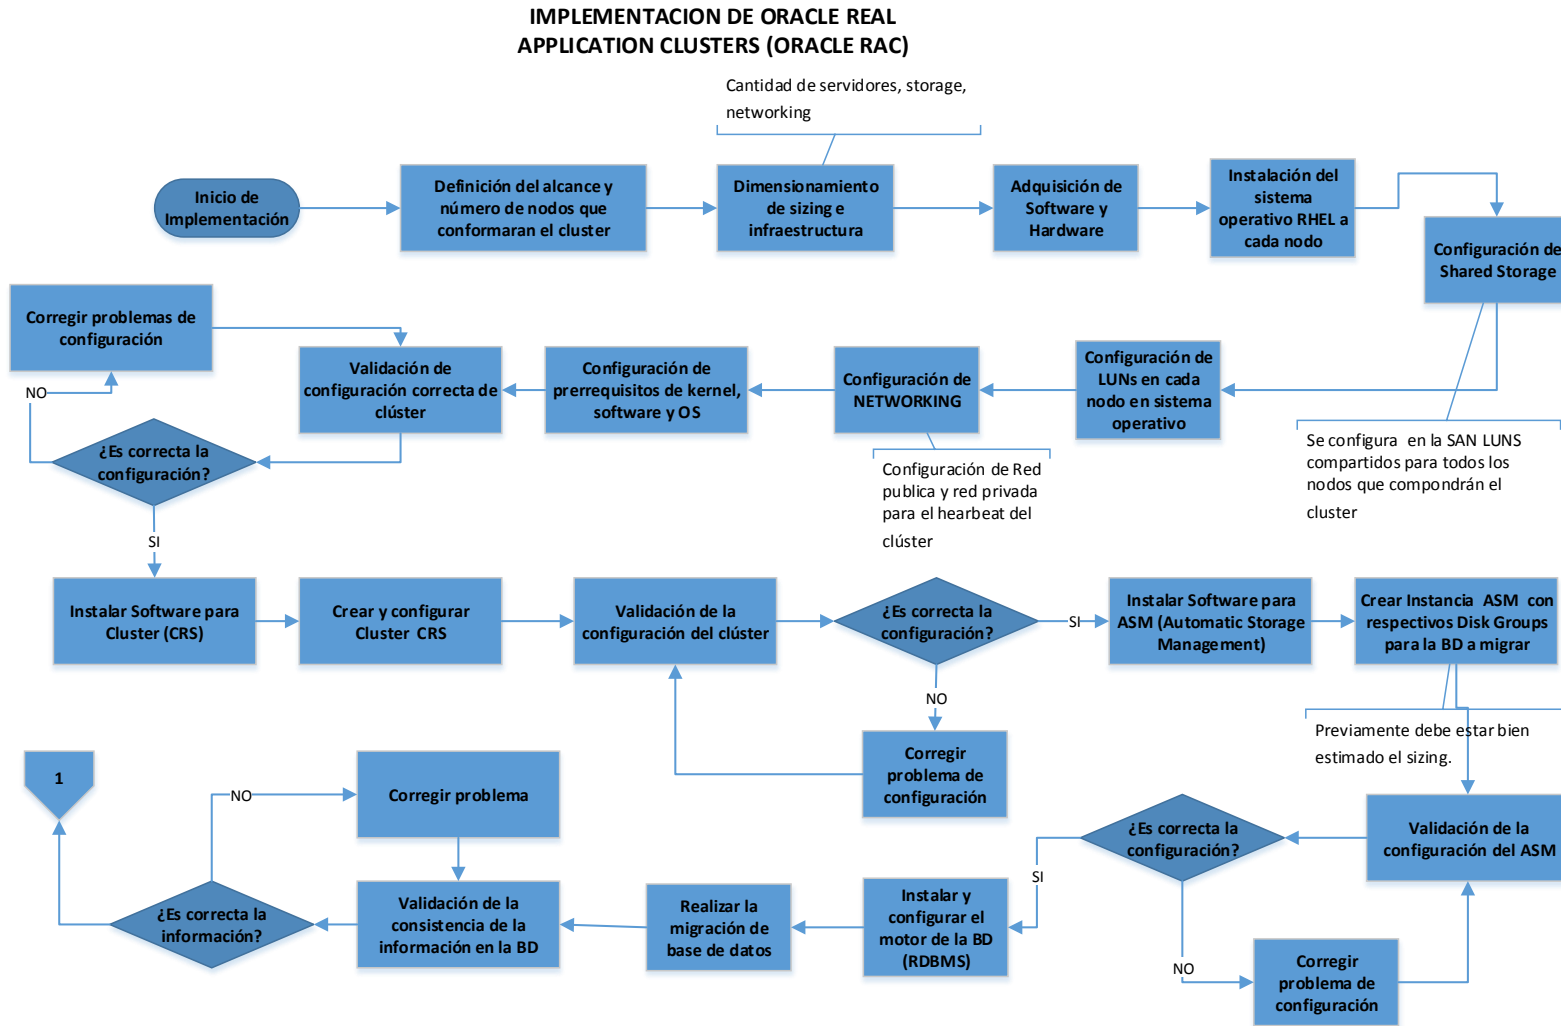 IMPLEMENTACION DE ORACLE REAL
APPLICATION CLUSTERS (ORACLE RAC)
Cantidad de servidores, storage,
networking
Inicio de
Implementación
Definición del alcance y
número de nodos que
conformaran el cluster
Dimensionamiento
de sizing e
infraestructura
Adquisición de
Software y
Hardware
Instalación del
sistema
operativo RHEL a
cada nodo
Configuración de
Shared Storage
Se configura en la SAN LUNS
compartidos para todos los
nodos que compondrán el
cluster
Configuración de
LUNs en cada
nodo en sistema
operativo
Configuración de
NETWORKING
Configuración de Red
publica y red privada
para el hearbeat del
clúster
Configuración de
prerrequisitos de kernel,
software y OS
Validación de
configuración correcta de
clúster
Corregir problemas de
configuración
NO
¿Es correcta la
configuración?
SI
Instalar Software para
Cluster (CRS)
Crear y configurar
Cluster CRS
Validación de la
configuración del clúster
¿Es correcta la
configuración?
SI
NO
Corregir
problema de
configuración
Instalar Software para
ASM (Automatic Storage
Management)
Crear Instancia ASM con
respectivos Disk Groups
para la BD a migrar
Previamente debe estar bien
estimado el sizing.
Validación de la
configuración del ASM
¿Es correcta la
configuración?
SI
NO
Corregir
problema de
configuración
Instalar y
configurar el
motor de la BD
(RDBMS)
Realizar la
migración de
base de datos
Validación de la
consistencia de la
información en la BD
Corregir problema
NO
¿Es correcta la
información?
1